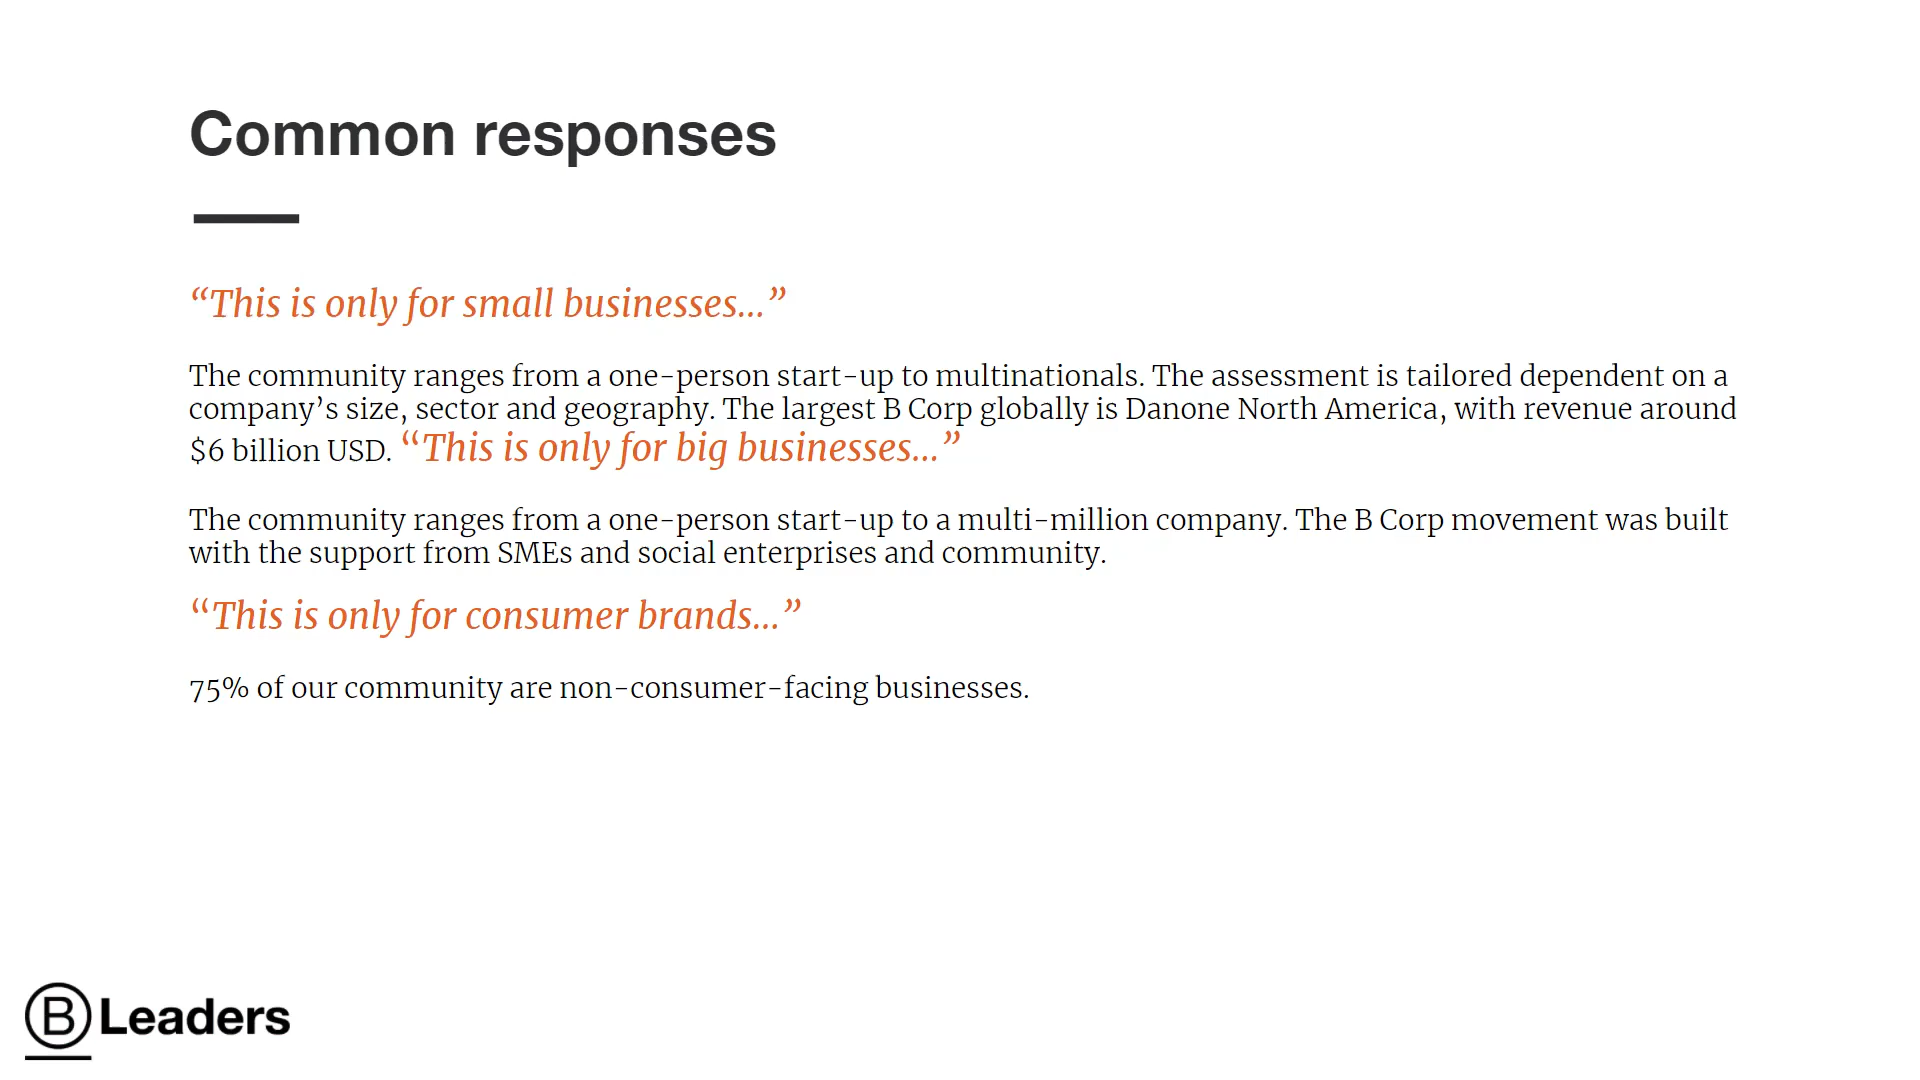 Common responses
“This is only for small businesses...”
The community ranges from a one-person start-up to multinationals. The assessment is tailored dependent on a
company’s size, sector and geography. The largest B Corp globally is Danone North America, with revenue around
$6 billion USD. “This is only for big businesses...”
The community ranges from a one-person start-up to a multi-million company. The B Corp movement was built
with the support from SMEs and social enterprises and community.
“This is only for consumer brands...”
75% of our community are non-consumer-facing businesses.
B Leaders